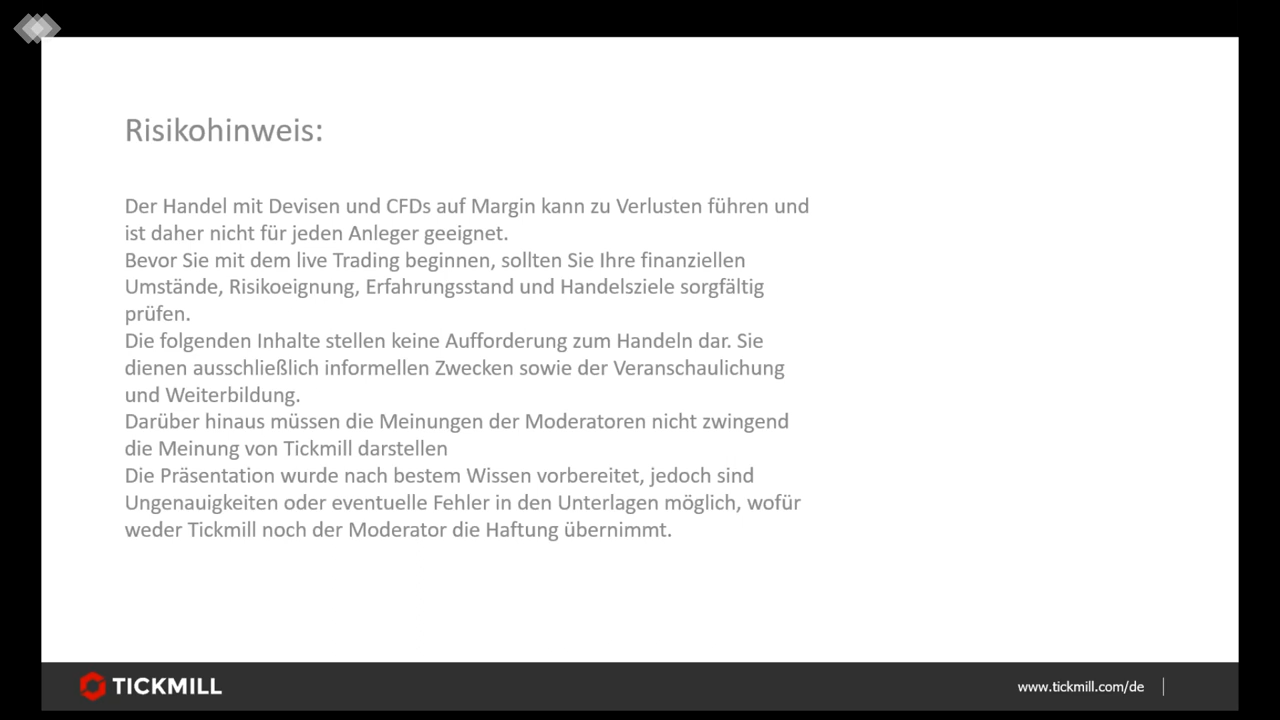 Risikohinweis:
Der Handel mit Devisen und CFDs auf Margin kann zu Verlusten führen und
ist daher nicht für jeden Anleger geeignet.
Bevor Sie mit dem live Trading beginnen, sollten Sie Ihre finanziellen
Umstände, Risikoeignung, Erfahrungsstand und Handelsziele sorgfältig
prüfen.
Die folgenden Inhalte stellen keine Aufforderung zum Handeln dar. Sie
dienen ausschließlich informellen Zwecken sowie der Veranschaulichung
und Weiterbildung.
Darüber hinaus müssen die Meinungen der Moderatoren nicht zwingend
die Meinung von Tickmill darstellen
Die Präsentation wurde nach bestem Wissen vorbereitet, jedoch sind
Ungenauigkeiten oder eventuelle Fehler in den Unterlagen möglich, wofür
weder Tickmill noch der Moderator die Haftung übernimmt.
TICKMILL
www.tickmill.com/de